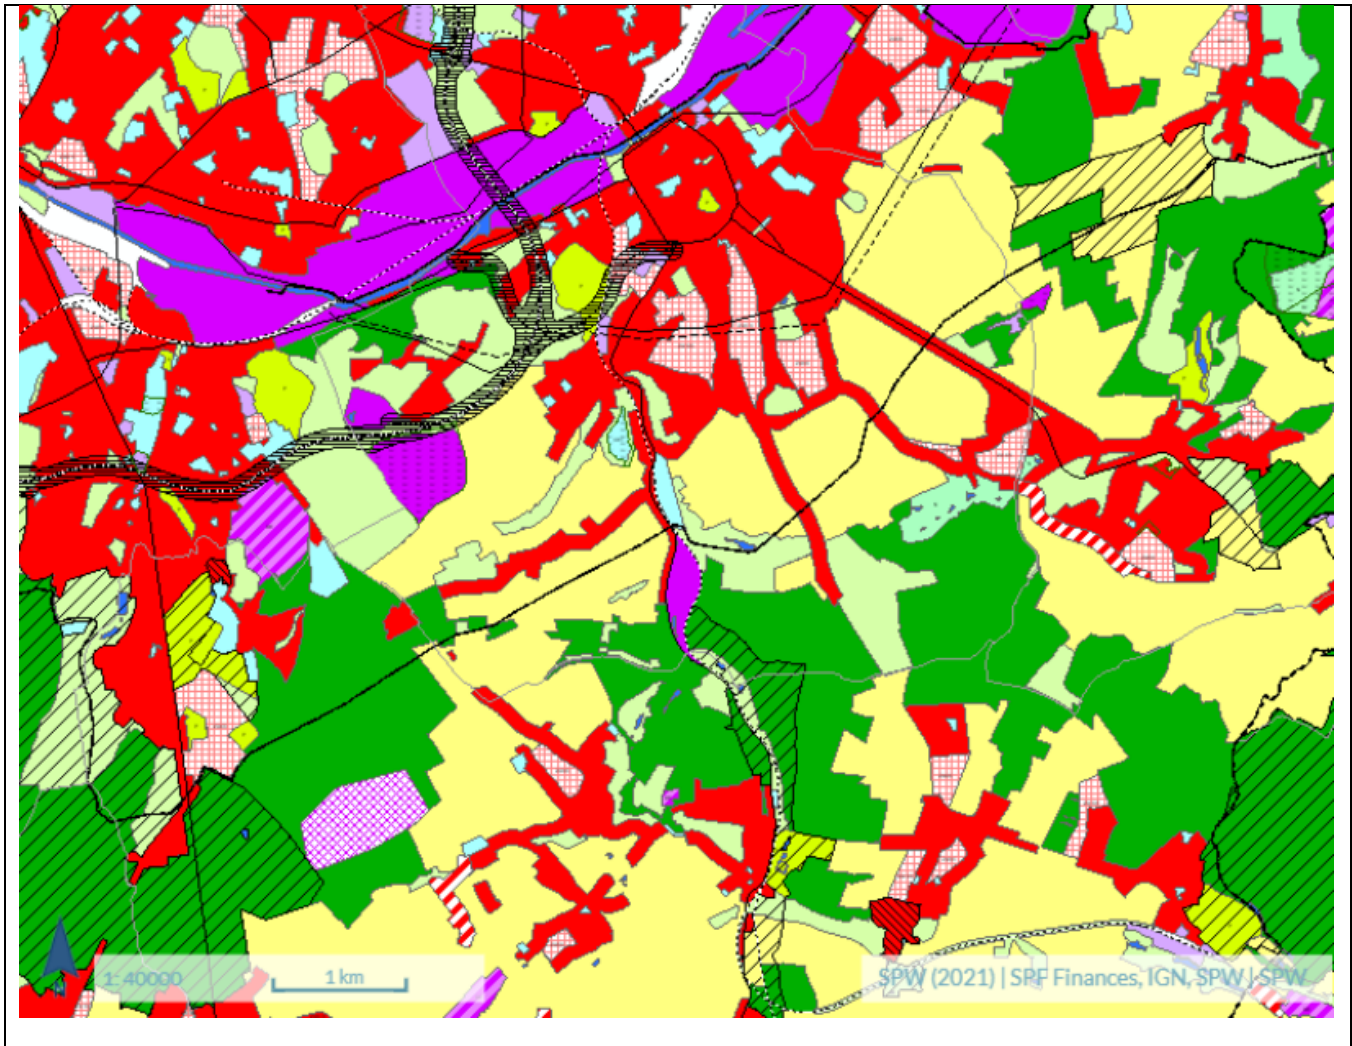 1: 40000
1 km
SPW (2021) | SPF Finances, IGN, SPW | SPW
N